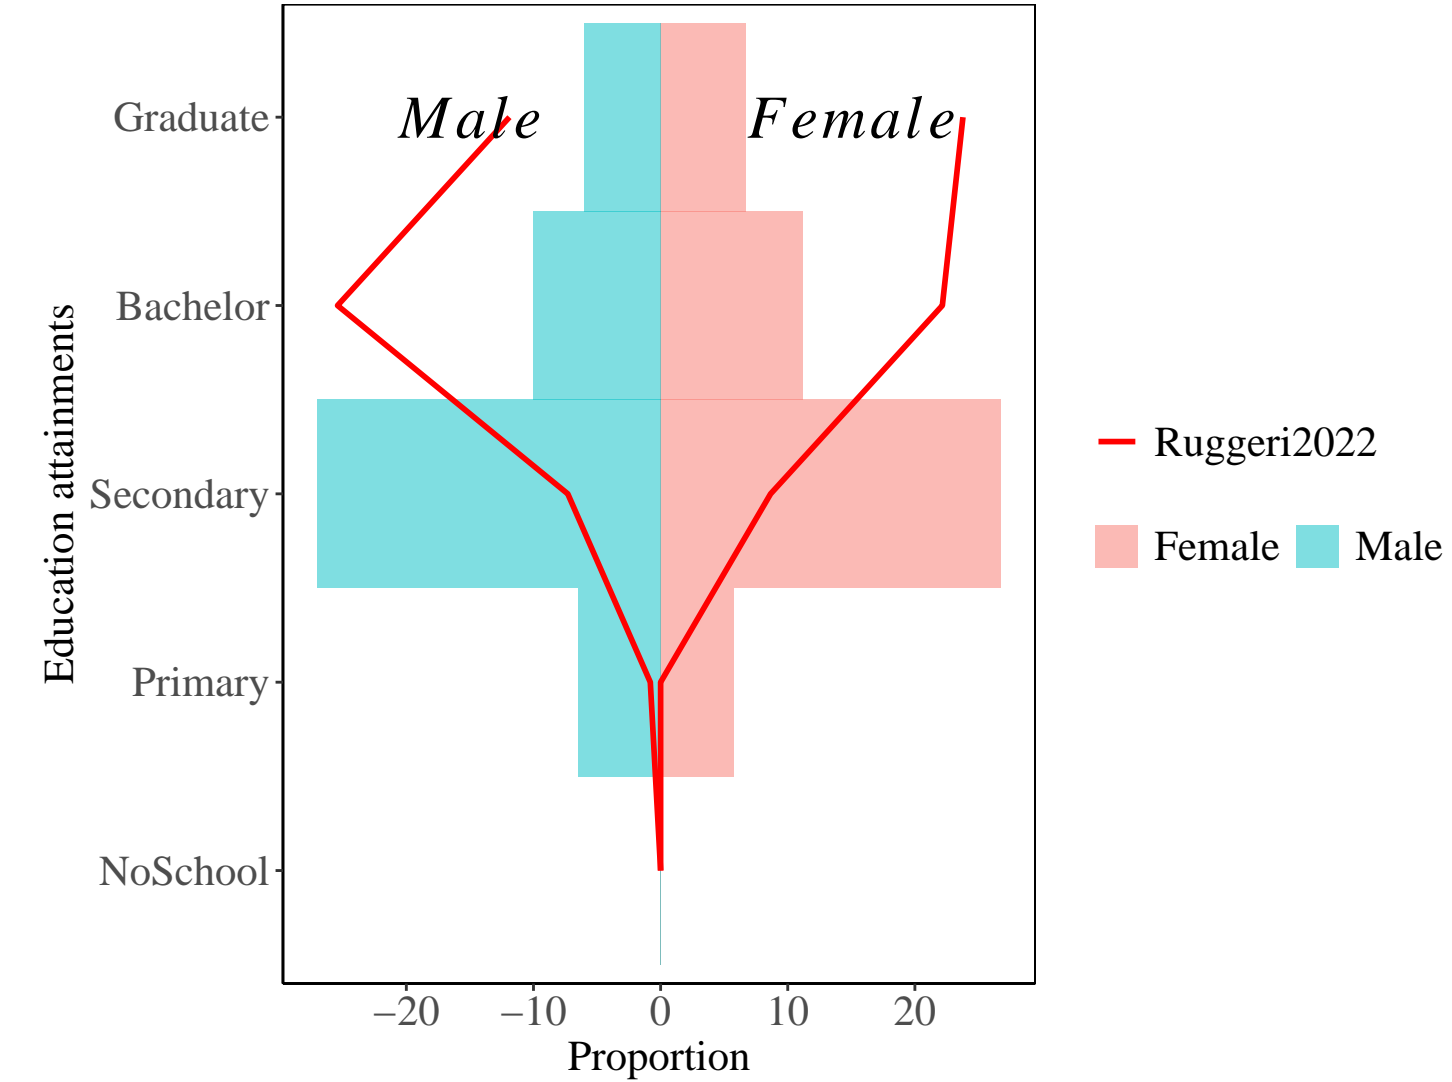 Male
Female
Graduate
Bachelor
Secondary
Primary
NoSchool
Education attainments
−20 −10 0 10 20
Proportion
Ruggeri2022
Female Male